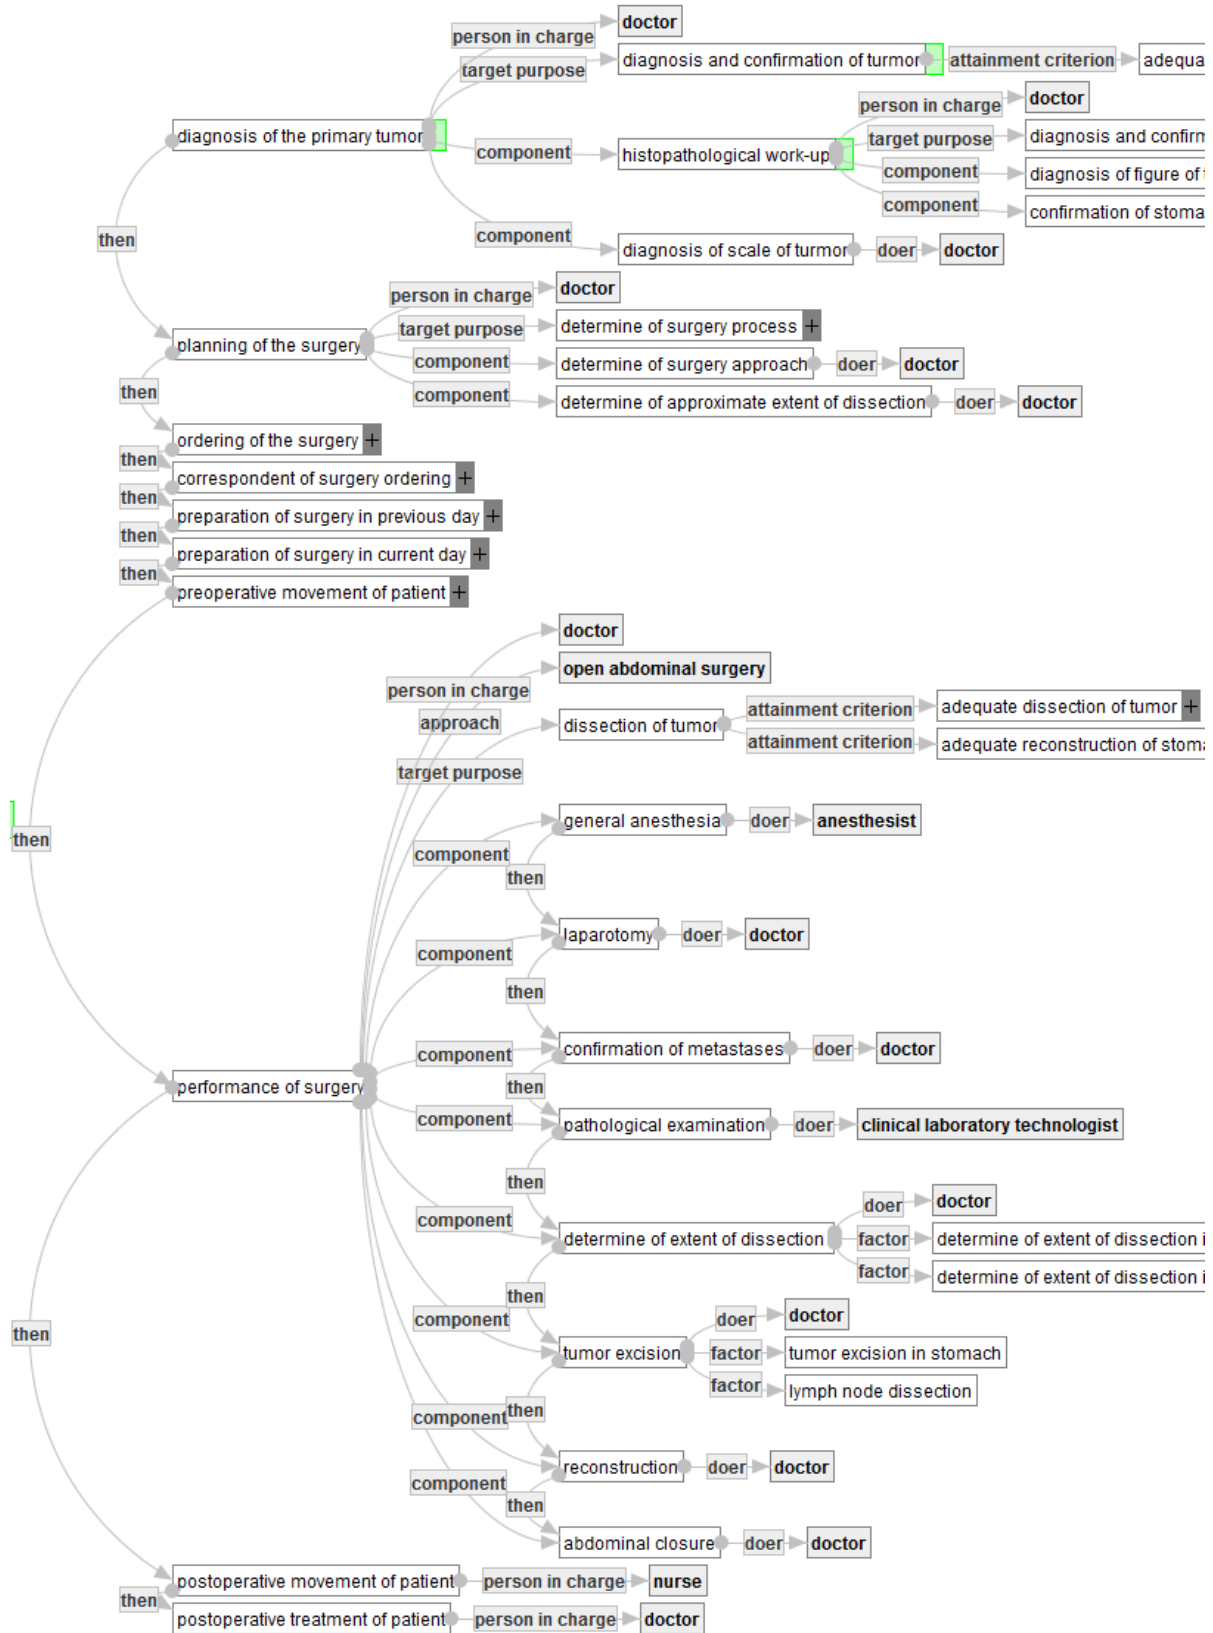 doctor
person in charge
diagnosis and confirmation of turmor
attainment criterion
adequa
target purpose
doctor
person in charge
diagnosis of the primary tumor
target purpose
diagnosis and confirm
component
histopathological work-up
component
diagnosis of figure of t
component
confirmation of stoma
then
component
diagnosis of scale of turmor
doer
doctor
person in charge
doctor
target purpose
determine of surgery process +
planning of the surgery
component
determine of surgery approach
doer
doctor
then
component
determine of approximate extent of dissection
doer
doctor
ordering of the surgery +
then
correspondent of surgery ordering +
then
preparation of surgery in previous day +
then
preparation of surgery in current day +
then
preoperative movement of patient +
doctor
open abdominal surgery
person in charge
adequate dissection of tumor +
attainment criterion
approach
dissection of tumor
attainment criterion
adequate reconstruction of stoma
target purpose
general anesthesia
doer
anesthesist
then
component
then
laparotomy
doer
doctor
component
then
component
confirmation of metastases
doer
doctor
performance of surgery
then
component
pathological examination
doer
clinical laboratory technologist
then
doer
doctor
component
determine of extent of dissection
factor
determine of extent of dissection i
factor
determine of extent of dissection i
then
component
doer
doctor
then
tumor excision
factor
tumor excision in stomach
factor
lymph node dissection
component
then
reconstruction
doer
doctor
component
then
abdominal closure
doer
doctor
postoperative movement of patient
person in charge
nurse
then
postoperative treatment of patient
person in charge
doctor